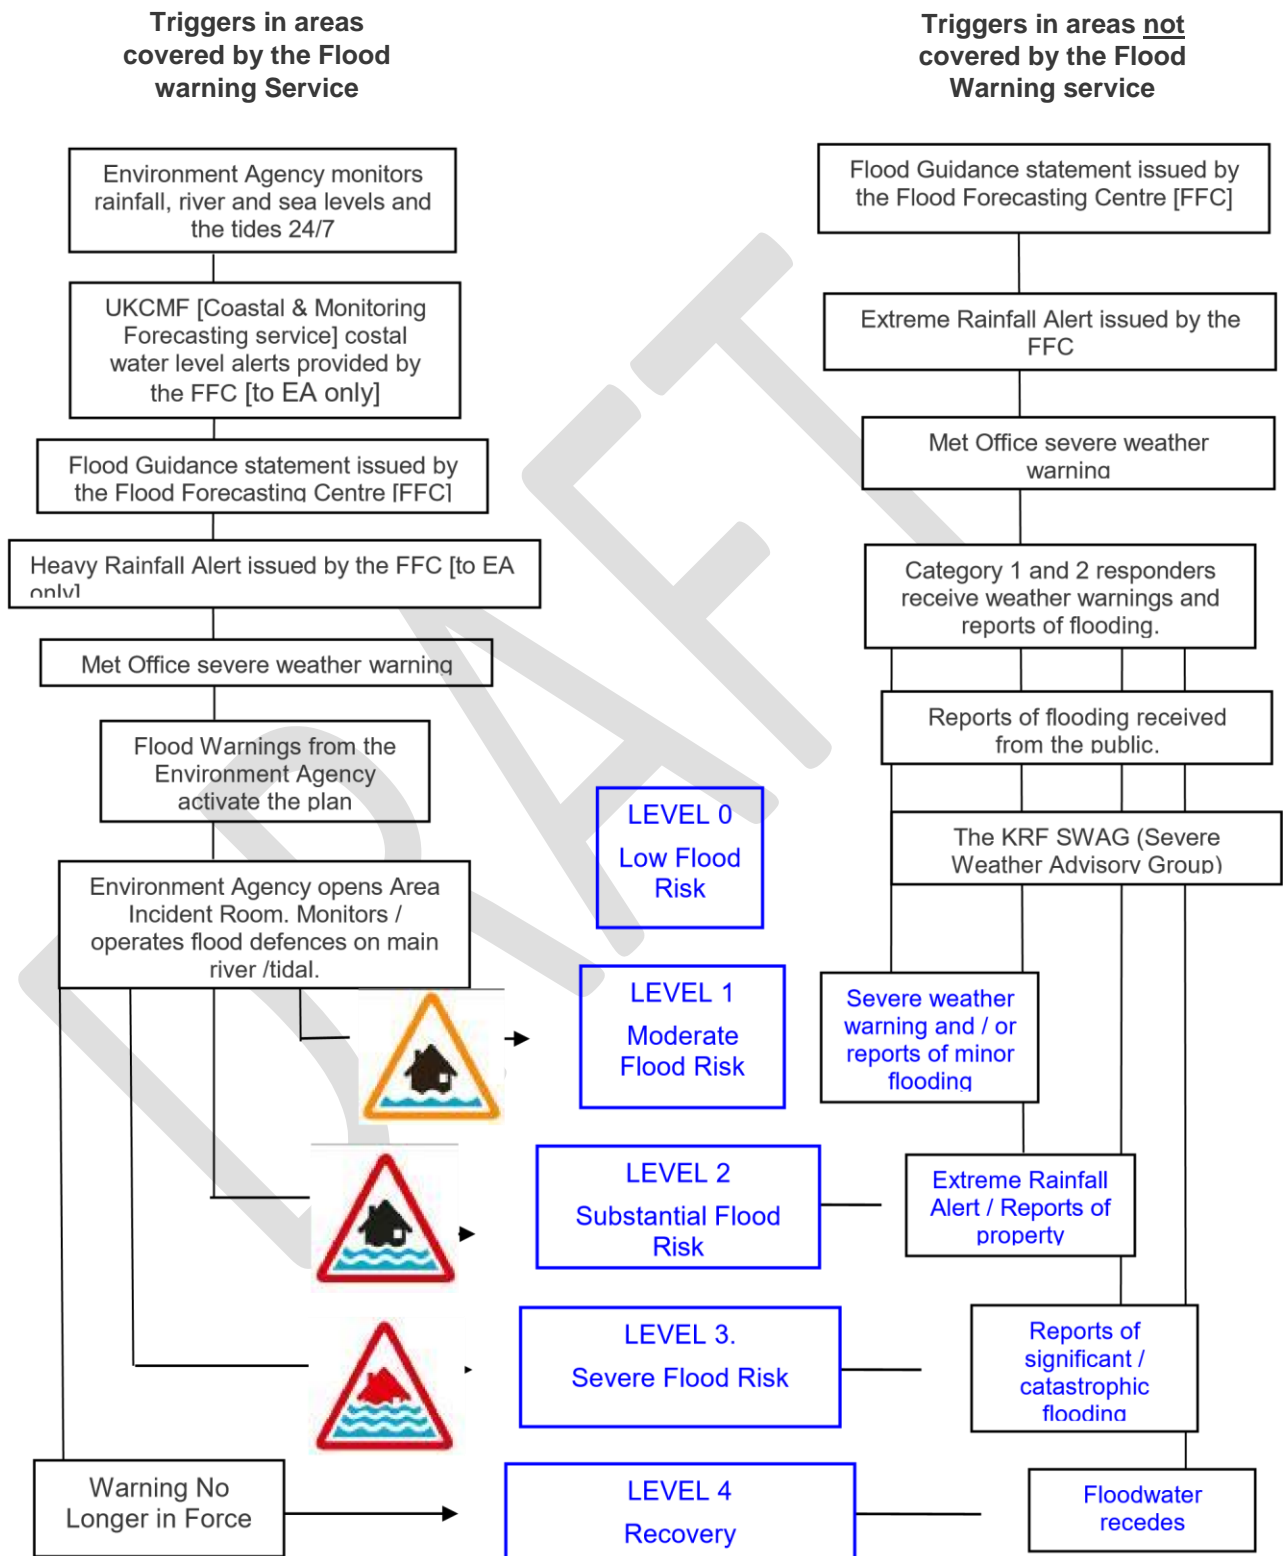 Triggers in areas
covered by the Flood
warning Service
Triggers in areas not
covered by the Flood
Warning service
Environment Agency monitors
rainfall, river and sea levels and
the tides 24/7
UKCMF [Coastal & Monitoring
Forecasting service] costal
water level alerts provided by
the FFC [to EA only]
Flood Guidance statement issued by
the Flood Forecasting Centre [FFC]
Heavy Rainfall Alert issued by the FFC [to EA
only]
Met Office severe weather warning
Flood Warnings from the
Environment Agency
activate the plan
Environment Agency opens Area
Incident Room. Monitors /
operates flood defences on main
river /tidal.
Warning No
Longer in Force
LEVEL 0
Low Flood
Risk
LEVEL 1
Moderate
Flood Risk
LEVEL 2
Substantial Flood
Risk
LEVEL 3.
Severe Flood Risk
LEVEL 4
Recovery
Flood Guidance statement issued by
the Flood Forecasting Centre [FFC]
Extreme Rainfall Alert issued by the
FFC
Met Office severe weather
warning
Category 1 and 2 responders
receive weather warnings and
reports of flooding.
Reports of flooding received
from the public.
The KRF SWAG (Severe
Weather Advisory Group)
Severe weather
warning and / or
reports of minor
flooding
Extreme Rainfall
Alert / Reports of
property
Reports of
significant /
catastrophic
flooding
Floodwater
recedes
DRAFT